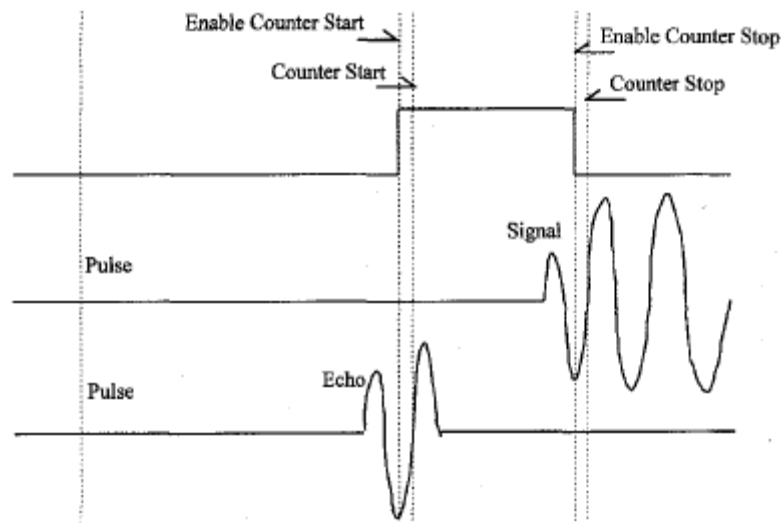 Enable Counter Start
Enable Counter Stop
Counter Start
Counter Stop
Signal
Pulse
Echo
Pulse